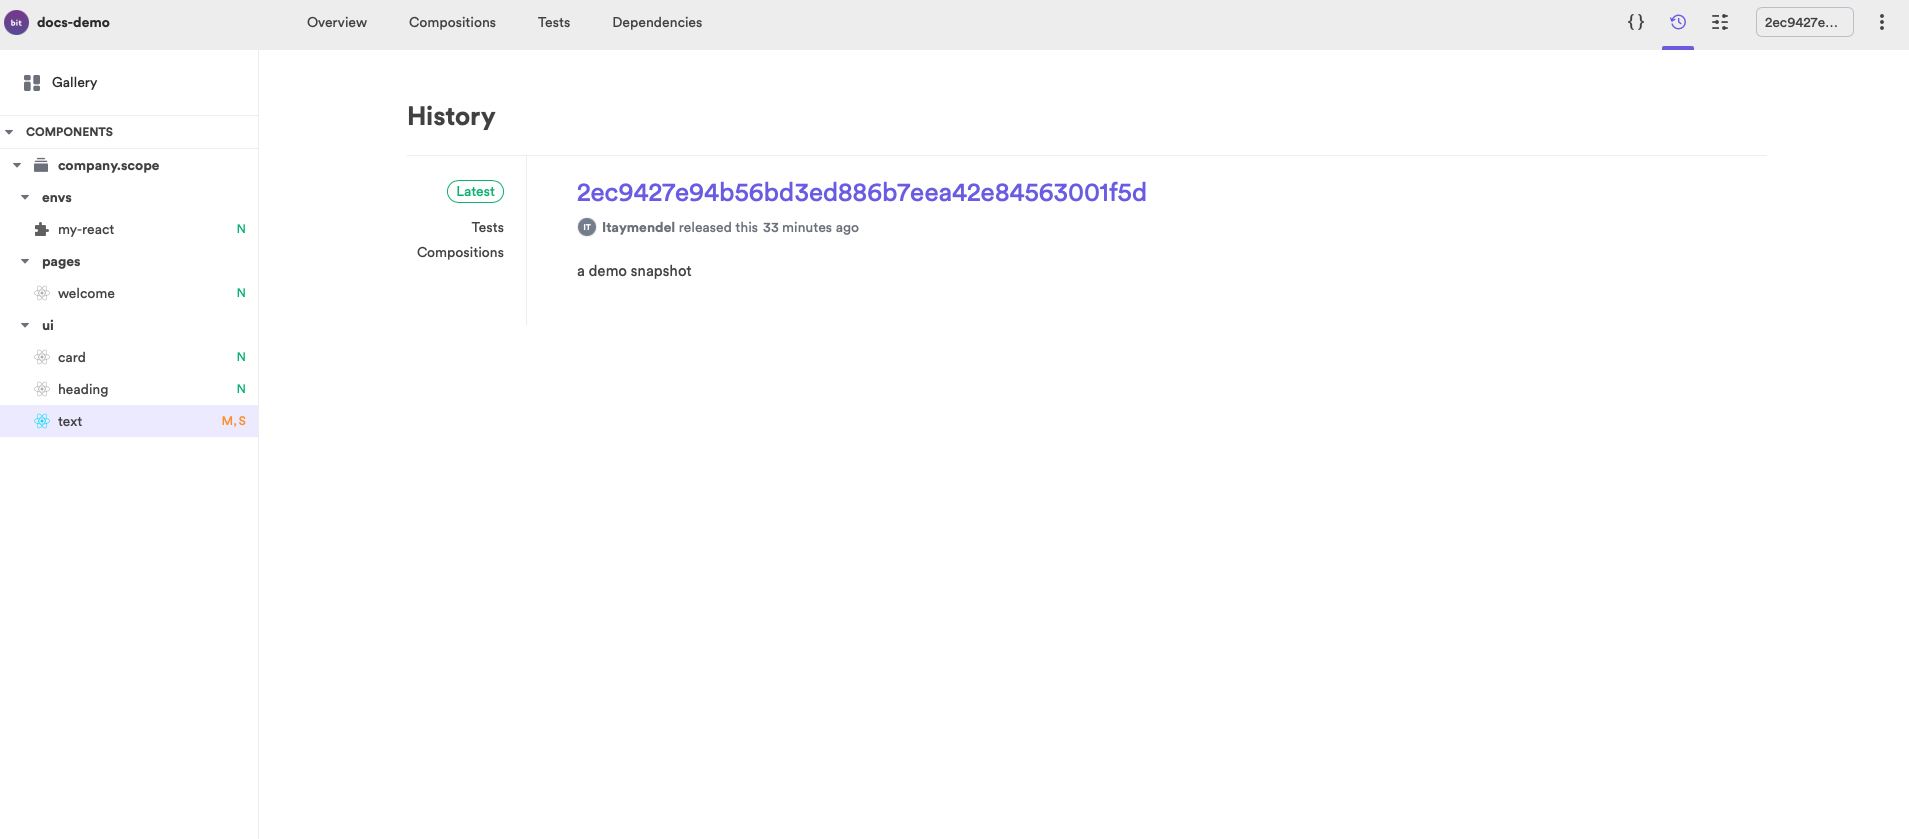 bit docs-demo Overview Compositions Tests Dependencies {} 2ec9427e...
Gallery
COMPONENTS
company.scope
envs
my-react N
pages
welcome N
ui
card N
heading N
text M, S
History
Latest
Tests
Compositions
2ec9427e94b56bd3ed886b7eea42e84563001f5d
IT Itaymendel released this 33 minutes ago
a demo snapshot